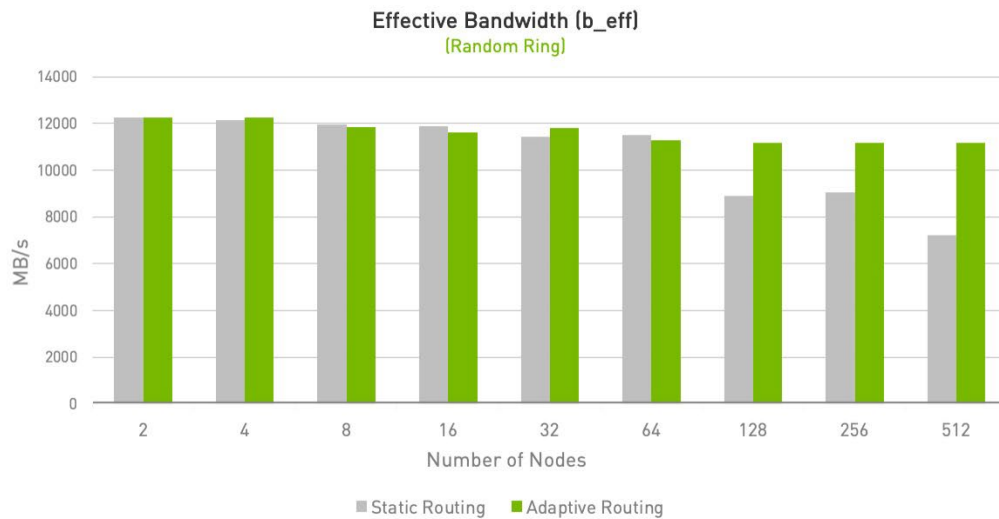 Effective Bandwidth (b_eff)
(Random Ring)
14000
12000
10000
8000
6000
4000
2000
0
MB/s
2 4 8 16 32 64 128 256 512
Number of Nodes
Static Routing Adaptive Routing